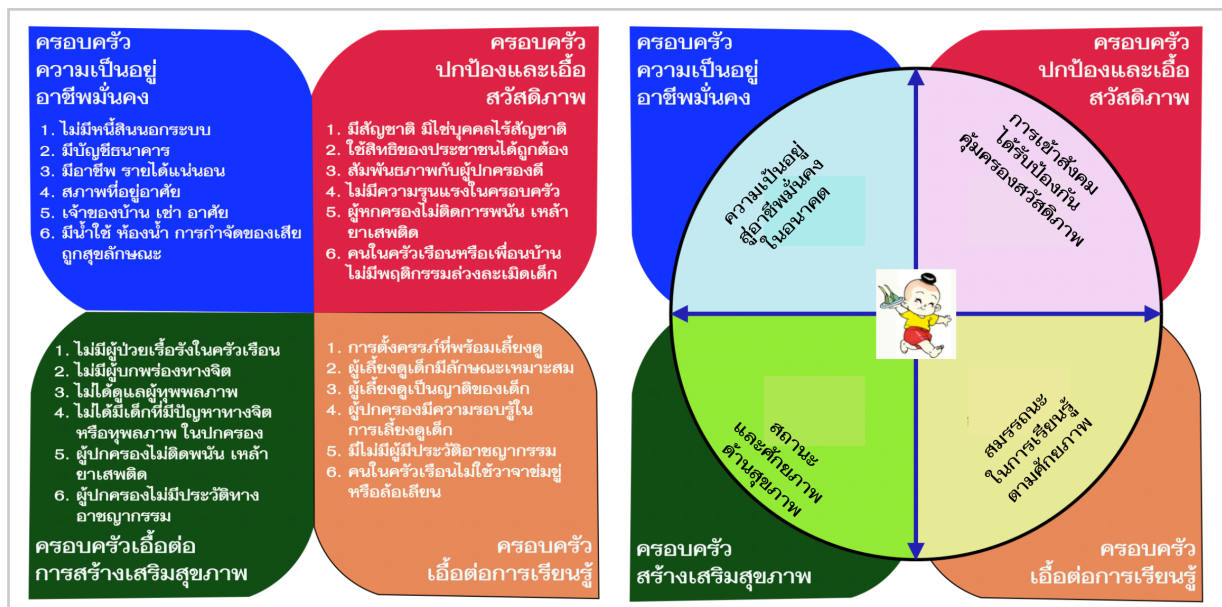 ครอบครัว
ความเป็นอยู่
อาชีพมั่นคง
1. ไม่มีหนี้สินนอกระบบ
2. มีบัญชีธนาคาร
3. มีอาชีพ รายได้แน่นอน
4. สภาพที่อยู่อาศัย
5. เจ้าของบ้าน เช่า อาศัย
6. มีน้ำใช้ ห้องน้ำ การกำจัดของเสีย
ถูกสุขลักษณะ
ครอบครัว
ปกป้องและเอื้อ
สวัสดิภาพ
1. มีสัญชาติ มิใช่บุคคลไร้สัญชาติ
2. ใช้สิทธิของประชาชนได้ถูกต้อง
3. สัมพันธภาพกับผู้ปกครองดี
4. ไม่มีความรุนแรงในครอบครัว
5. ผู้หกครองไม่ติดการพนัน เหล้า
ยาเสพติด
6. คนในครัวเรือนหรือเพื่อนบ้าน
ไม่มีพฤติกรรมล่วงละเมิดเด็ก
1. ไม่มีผู้ป่วยเรื้อรังในครัวเรือน
2. ไม่มีผู้บกพร่องทางจิต
3. ไม่ได้ดูแลผู้ทุพพลภาพ
4. ไม่ได้มีเด็กที่มีปัญหาทางจิต
หรือทุพลภาพ ในปกครอง
5. ผู้ปกครองไม่ติดพนัน เหล้า
ยาเสพติด
6. ผู้ปกครองไม่มีประวัติทาง
อาชญากรรม
ครอบครัวเอื้อต่อ
การสร้างเสริมสุขภาพ
1. การตั้งครรภ์ที่พร้อมเลี้ยงดู
2. ผู้เลี้ยงดูเด็กมีลักษณะเหมาะสม
3. ผู้เลี้ยงดูเป็นญาติของเด็ก
4. ผู้ปกครองมีความรอบรู้ใน
การเลี้ยงดูเด็ก
5. มีไม่มีผู้มีประวัติอาชญากรรม
6. คนในครัวเรือนไม่ใช้วาจาข่มขู่
หรือล้อเลียน
ครอบครัว
เอื้อต่อการเรียนรู้
ครอบครัว
ความเป็นอยู่
อาชีพมั่นคง
ครอบครัว
ปกป้องและเอื้อ
สวัสดิภาพ
ความเป็นอยู่
สู่อาชีพมั่นคง
ในอนาคต
การเข้าสังคม
ได้รับป้องกัน
คุ้มครองสวัสดิภาพ
สถานะ
และศักยภาพ
ด้านสุขภาพ
สมรรถนะ
ในการเรียนรู้
ตามศักยภาพ
ครอบครัว
สร้างเสริมสุขภาพ
ครอบครัว
เอื้อต่อการเรียนรู้